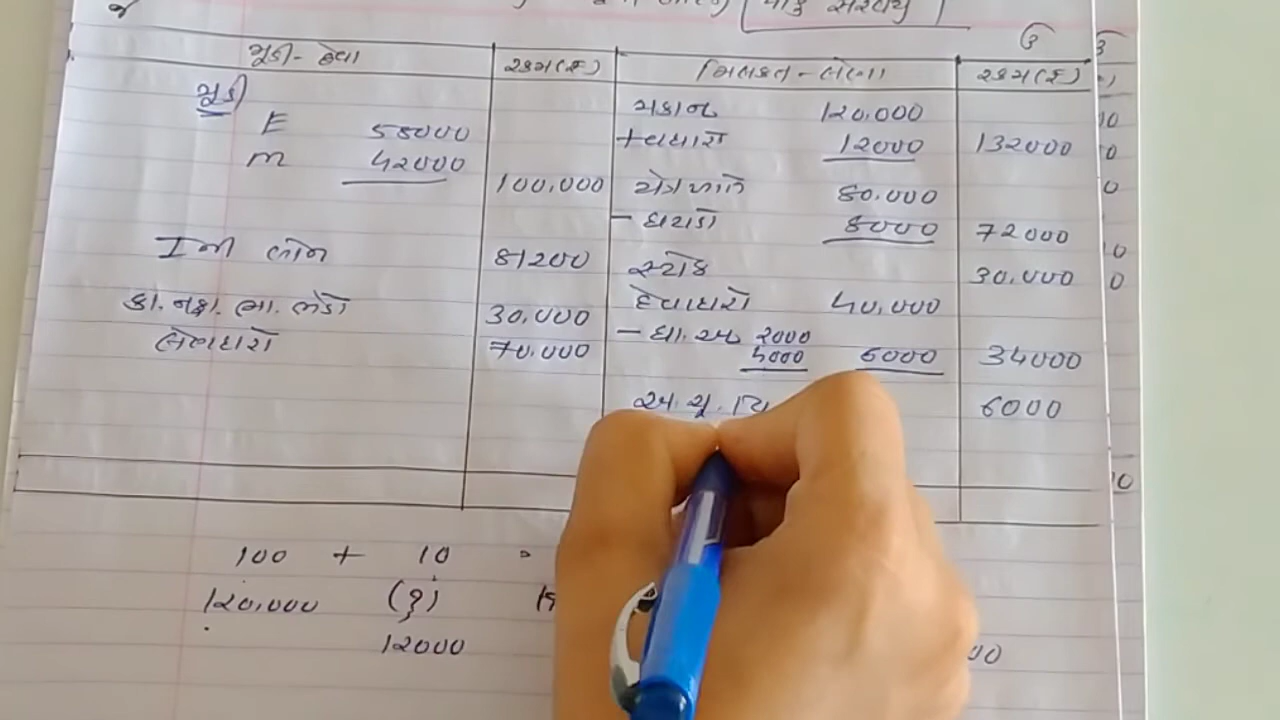 મૂડી - દેવા રકમ(₹) મિલકત - લેણા રકમ(₹)
મૂડી
મકાન 120,000
E 58000
+વધારો 12000 132000
m 42000
100,000
યંત્રખાતે 80.000
- ઘસારો 8000 72000
ની લોન 81200
સ્ટોક 30.000
કા. નફા. ભા. ભંડો 30,000
દેવાદારો 40,000
લેણદારો 70.000
- ઘા. અના 2000
4000 6000 34000
6000
100 + 10 =
120,000 (?)
12000